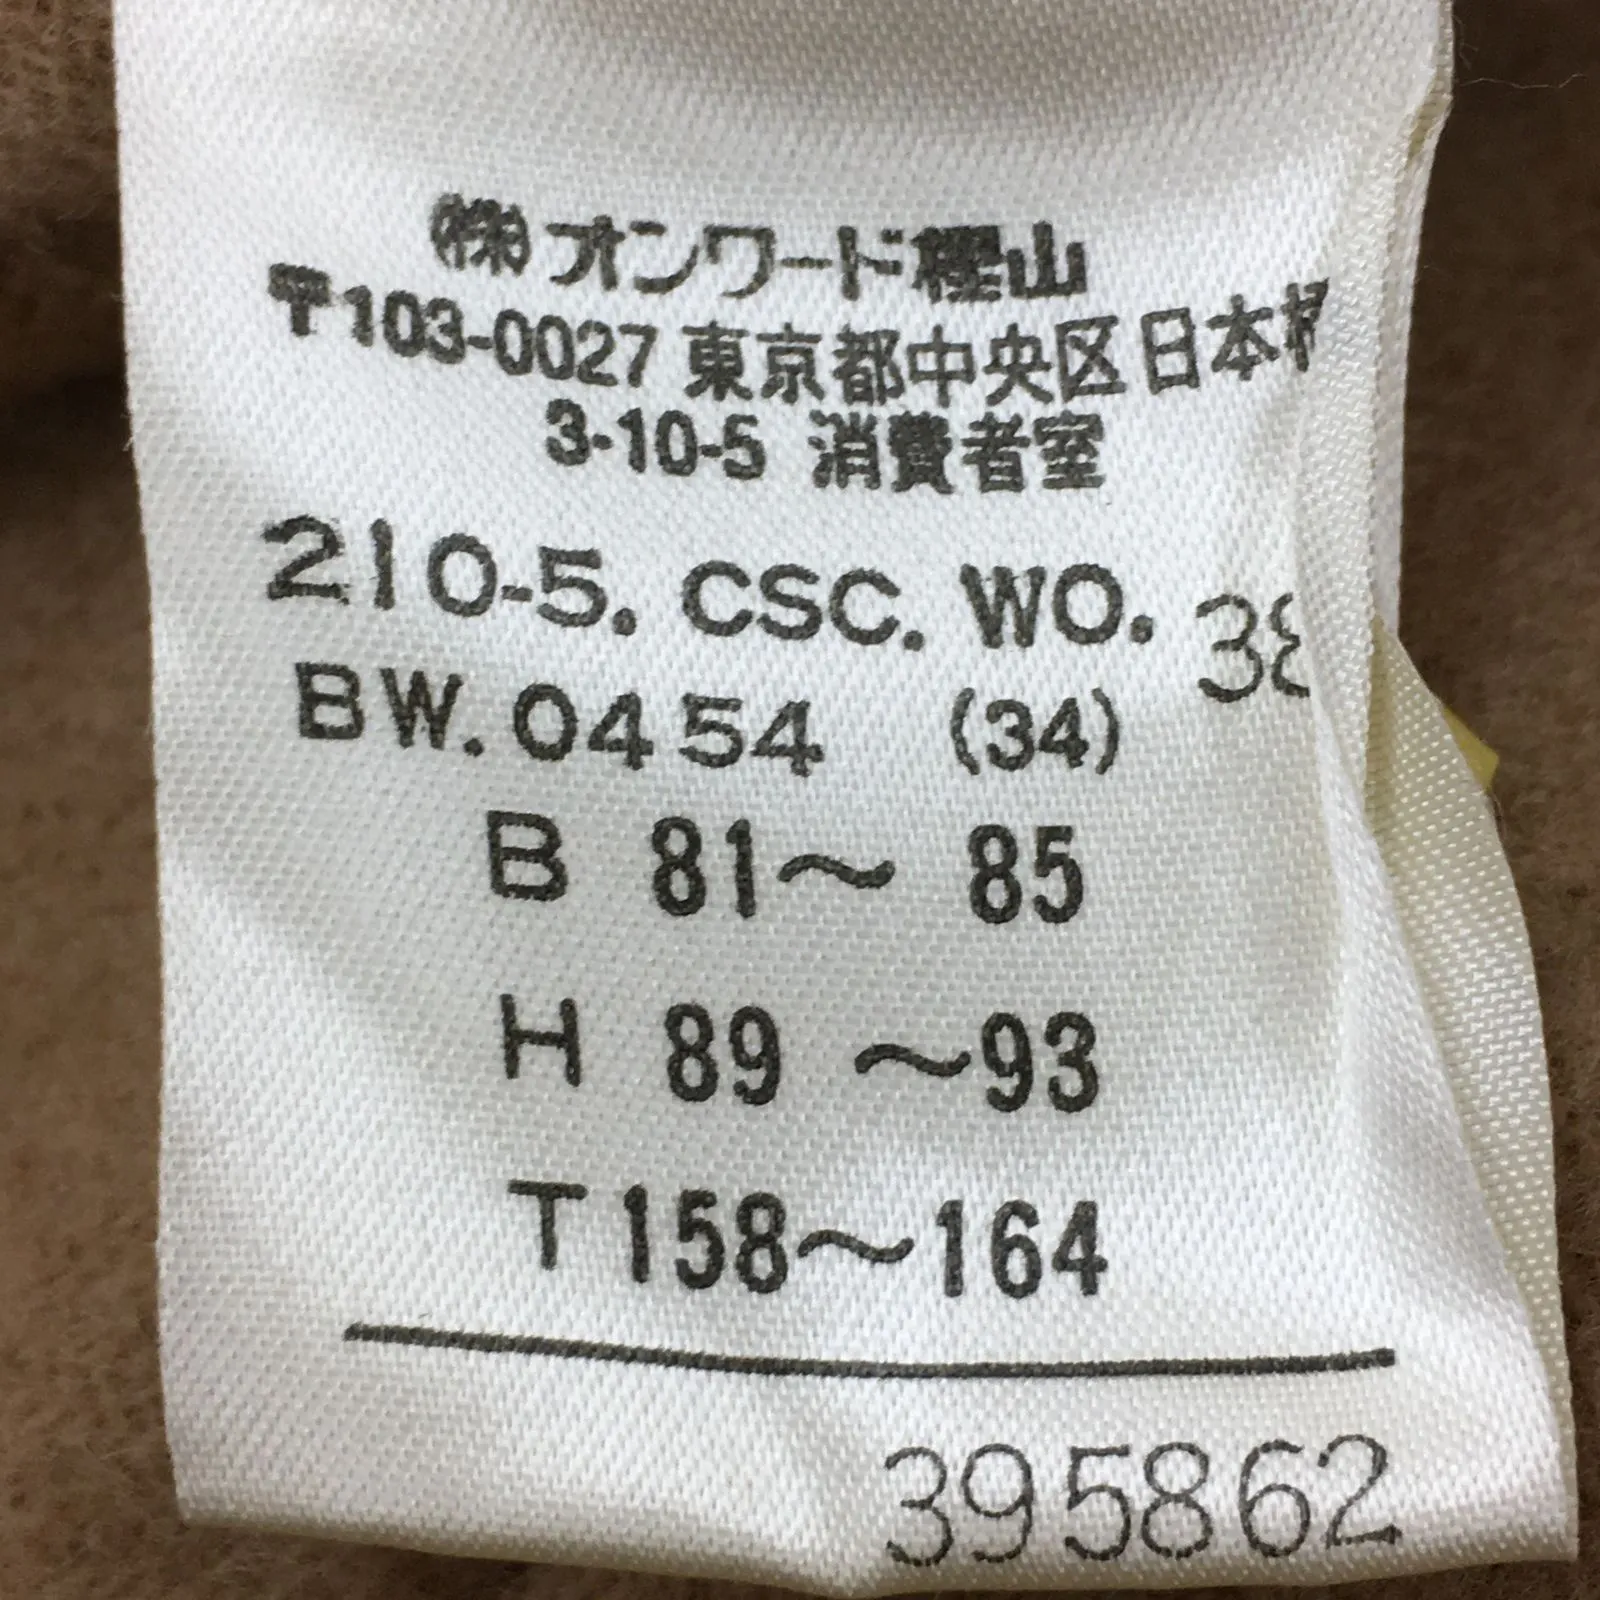 ㈱オンワード樫山
〒103-0027 東京都中央区日本
3-10-5 消費者室
210-5. CSC. WO. 38
BW. 0454 (34)
B 81〜85
H 89〜93
T 158〜164
395862